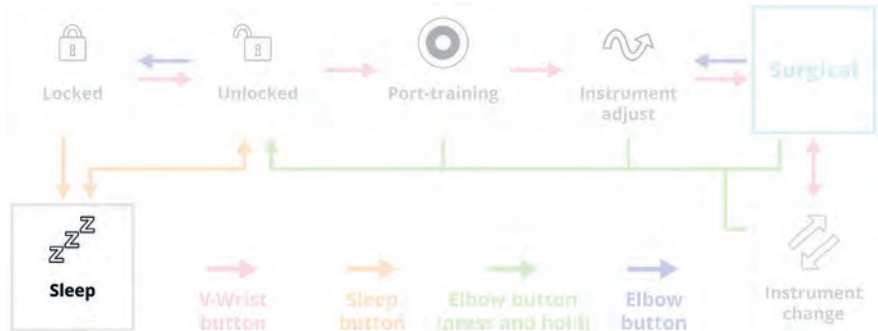 Surgical
Locked
Unlocked
Port-training
Instrument
adjust
zzz
Sleep
V-Wrist
button
Sleep
button
Elbow button
(press and hold)
Elbow
button
Instrument
change